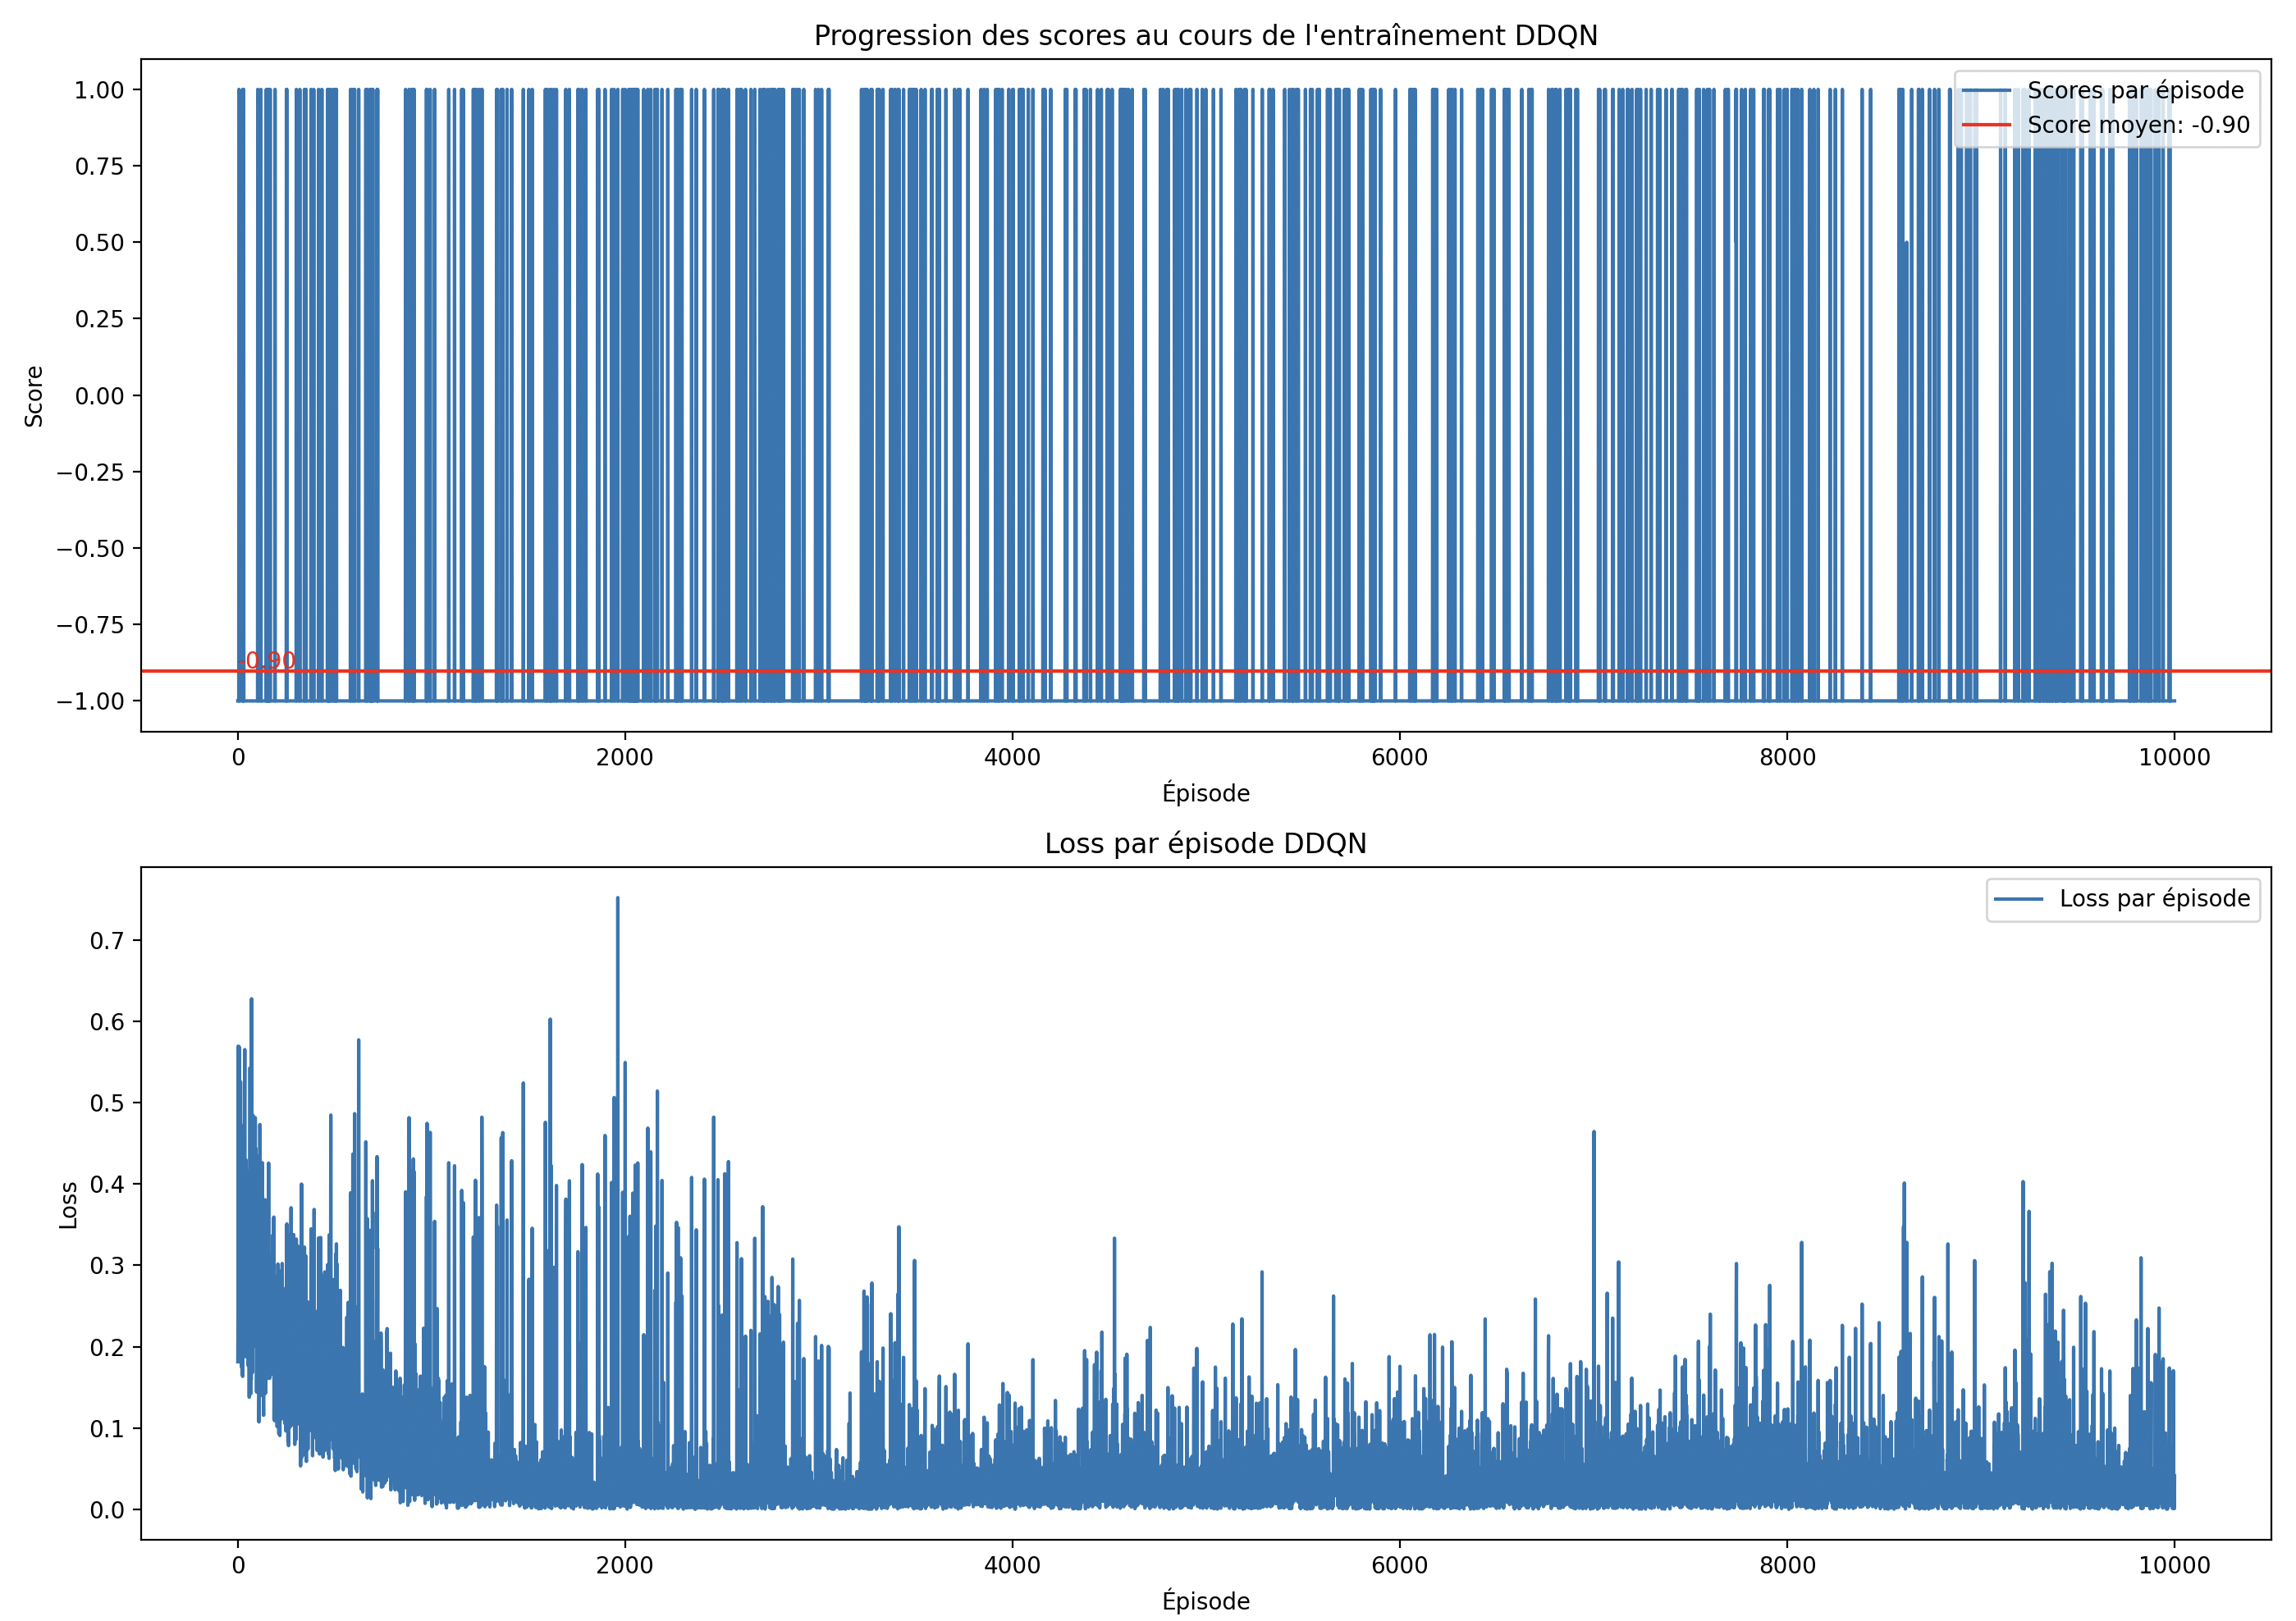 Progression des scores au cours de l'entraînement DDQN
Scores par épisode
Score moyen: -0.90
1.00
0.75
0.50
0.25
0.00
−0.25
−0.50
−0.75
−1.00
Score
-0.90
0 2000 4000 6000 8000 10000
Épisode
Loss par épisode DDQN
Loss par épisode
0.7
0.6
0.5
0.4
0.3
0.2
0.1
0.0
Loss
0 2000 4000 6000 8000 10000
Épisode